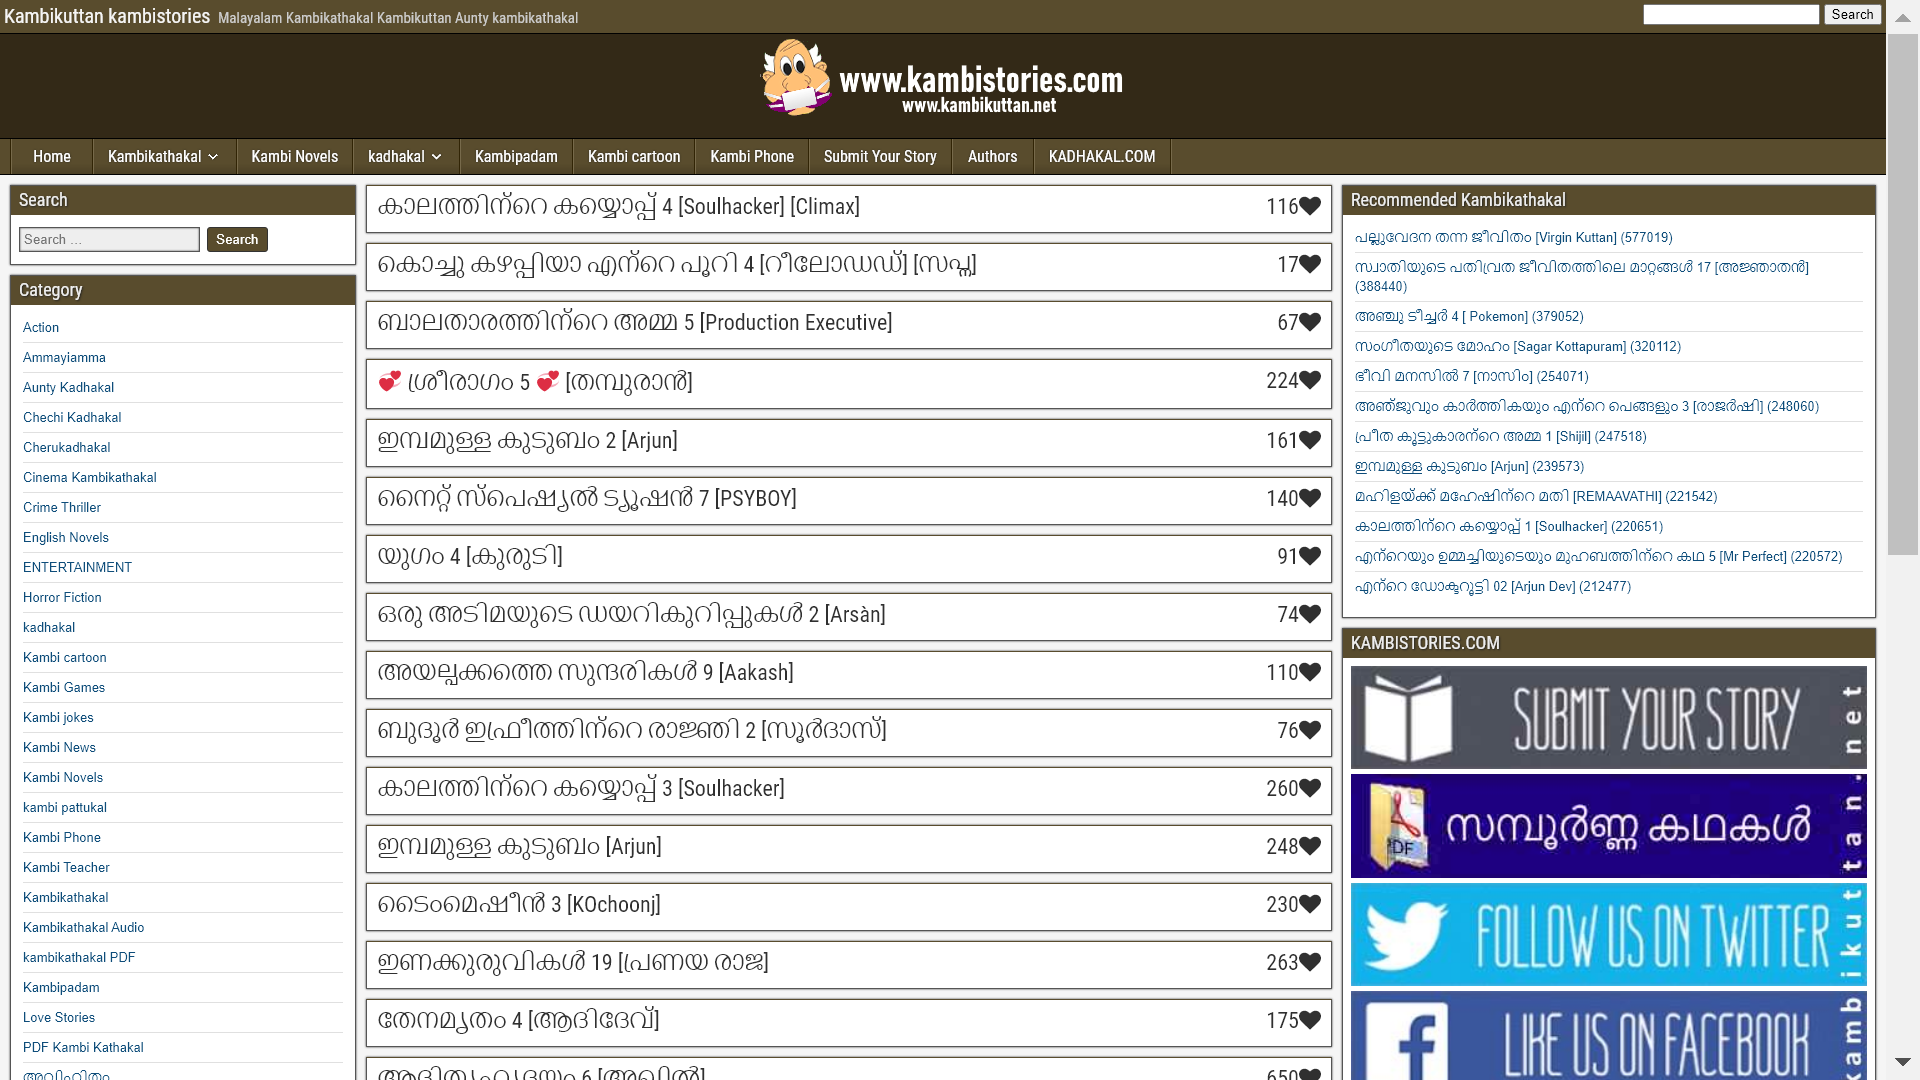 Kambikuttan kambistories Malayalam Kambikathakal Kambikuttan Aunty kambikathakal
Search
www.kambistories.com
www.kambikuttan.net
Home
Kambikathakal
Kambi Novels
kadhakal
Kambipadam
Kambi cartoon
Kambi Phone
Submit Your Story
Authors
KADHAKAL.COM
Search
Search ...
Search
Category
Action
Ammayiamma
Aunty Kadhakal
Chechi Kadhakal
Cherukadhakal
Cinema Kambikathakal
Crime Thriller
English Novels
ENTERTAINMENT
Horror Fiction
kadhakal
Kambi cartoon
Kambi Games
Kambi jokes
Kambi News
Kambi Novels
kambi pattukal
Kambi Phone
Kambi Teacher
Kambikathakal
Kambikathakal Audio
kambikathakal PDF
Kambipadam
Love Stories
PDF Kambi Kathakal
അവിഹിതം
കാലത്തിന്റെ കയ്യൊപ്പ് 4 [Soulhacker] [Climax] 116
കൊച്ചു കഴപ്പിയാ എന്റെ പൂറി 4 [റീലോഡഡ്] [സപ്ന] 17
ബാലതാരത്തിന്റെ അമ്മ 5 [Production Executive] 67
💞 ശ്രീരാഗം 5 💞 [തമ്പുരാൻ] 224
ഇമ്പമുള്ള കുടുബം 2 [Arjun] 161
നൈറ്റ് സ്പെഷ്യൽ ട്യൂഷൻ 7 [PSYBOY] 140
യുഗം 4 [കുരുടി] 91
ഒരു അടിമയുടെ ഡയറികുറിപ്പുകൾ 2 [Arsàn] 74
അയല്പക്കത്തെ സുന്ദരികൾ 9 [Aakash] 110
ബുദൂർ ഇഫ്രീത്തിന്റെ രാജ്ഞി 2 [സൂർദാസ്] 76
കാലത്തിന്റെ കയ്യൊപ്പ് 3 [Soulhacker] 260
ഇമ്പമുള്ള കുടുബം [Arjun] 248
ടൈംമെഷീൻ 3 [KOchoonj] 230
ഇണക്കുരുവികൾ 19 [പ്രണയ രാജ] 263
തേനമൃതം 4 [ആദിദേവ്] 175
ആദിത്യഹൃദയം 6 [അഖിൽ] 650
Recommended Kambikathakal
പല്ലുവേദന തന്ന ജീവിതം [Virgin Kuttan] (577019)
സ്വാതിയുടെ പതിവ്രത ജീവിതത്തിലെ മാറ്റങ്ങൾ 17 [അജ്ഞാതൻ]
(388440)
അഞ്ചു ടീച്ചർ 4 [ Pokemon] (379052)
സംഗീതയുടെ മോഹം [Sagar Kottapuram] (320112)
ഭീവി മനസിൽ 7 [നാസിം] (254071)
അഞ്ജുവും കാർത്തികയും എന്റെ പെങ്ങളും 3 [രാജർഷി] (248060)
പ്രീത കൂട്ടുകാരന്റെ അമ്മ 1 [Shijil] (247518)
ഇമ്പമുള്ള കുടുബം [Arjun] (239573)
മഹിളയ്ക്ക് മഹേഷിന്റെ മതി [REMAAVATHI] (221542)
കാലത്തിന്റെ കയ്യൊപ്പ് 1 [Soulhacker] (220651)
എന്റെയും ഉമ്മച്ചിയുടെയും മുഹബത്തിന്റെ കഥ 5 [Mr Perfect] (220572)
എന്റെ ഡോക്ടറൂട്ടി 02 [Arjun Dev] (212477)
KAMBISTORIES.COM
SUBMIT YOUR STORY
PDF
സമ്പൂർണ്ണ കഥകൾ
FOLLOW US ON TWITTER
LIKE US ON FACEBOOK
kambikuttan.net